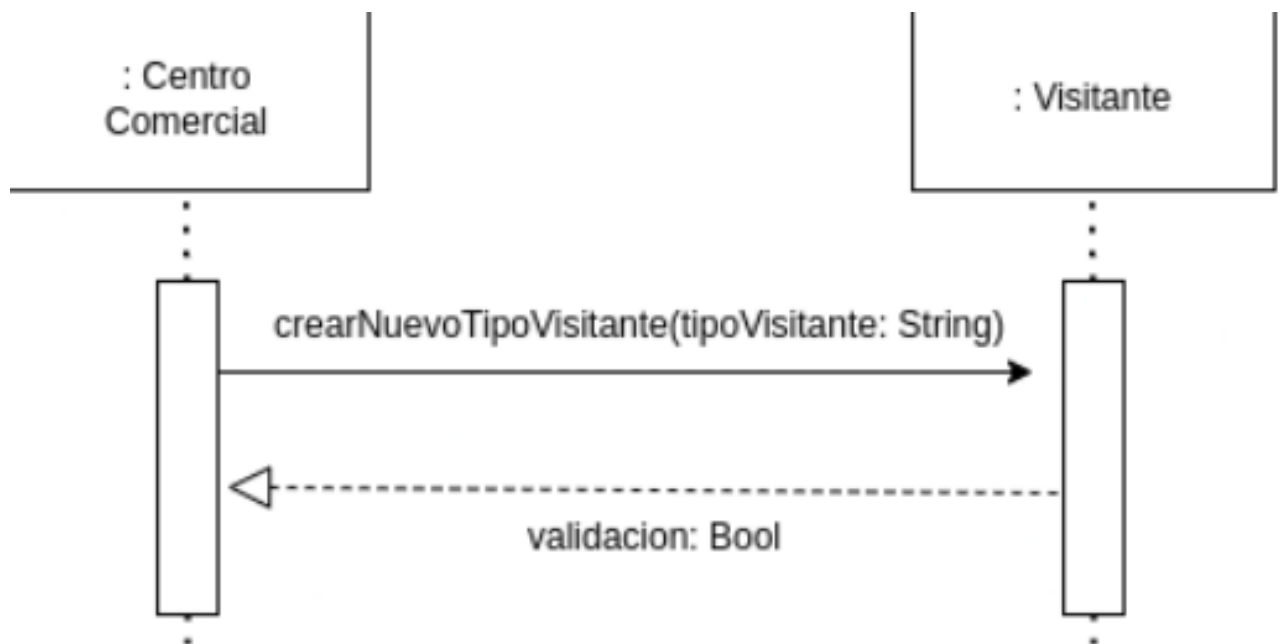 : Centro
Comercial
: Visitante
crearNuevoTipoVisitante(tipoVisitante: String)
validacion: Bool